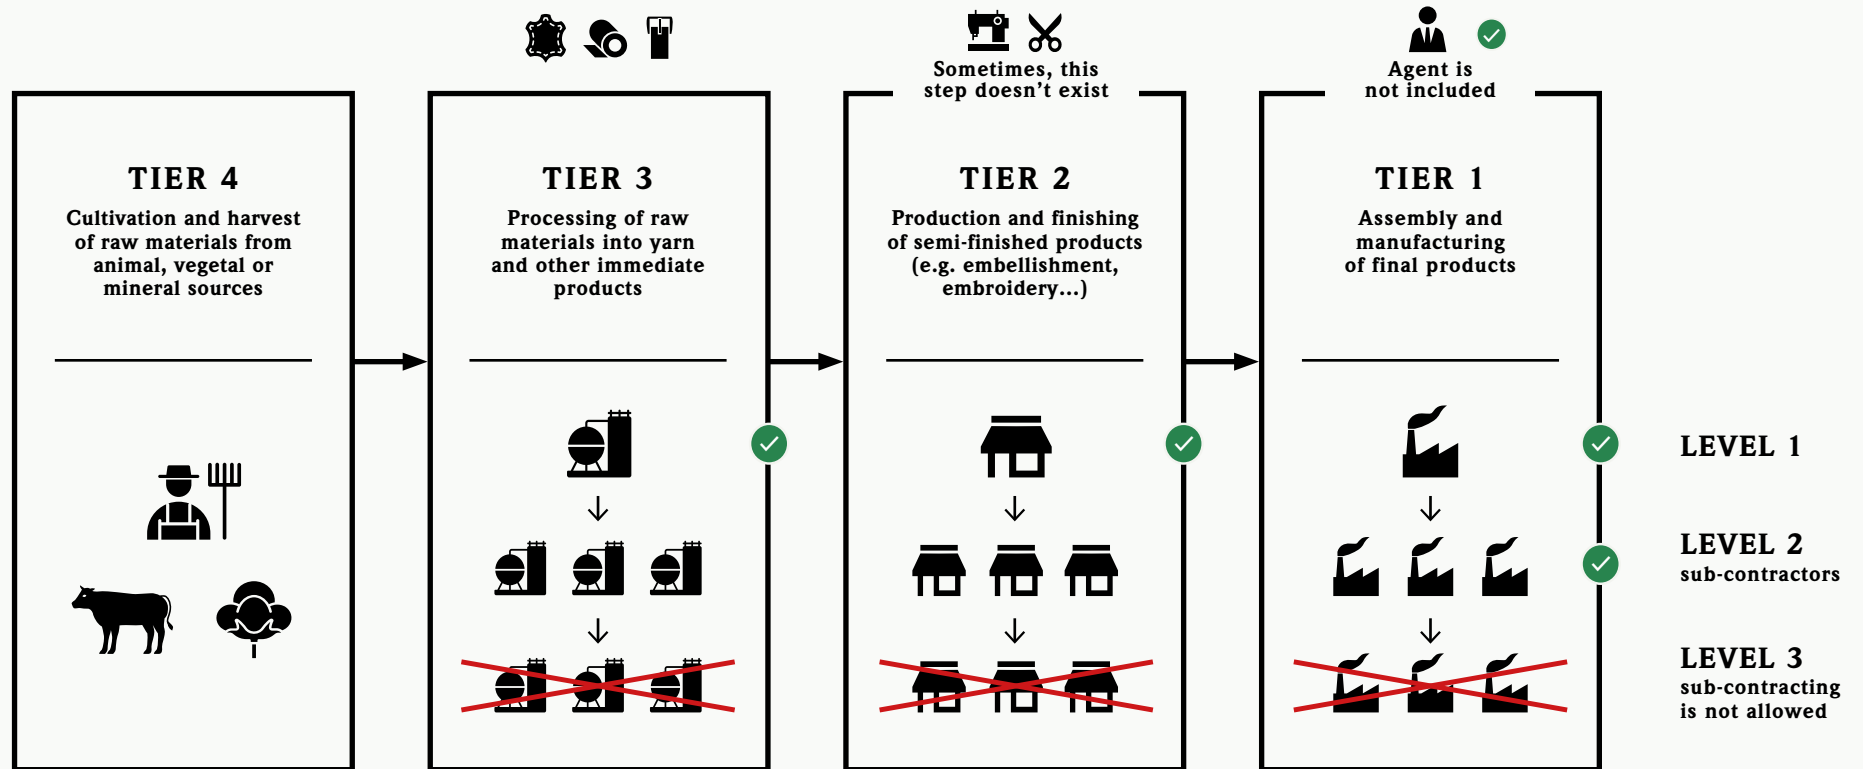 Sometimes, this
step doesn't exist
Agent is
not included
TIER 4
Cultivation and harvest
of raw materials from
animal, vegetal or
mineral sources
TIER 3
Processing of raw
materials into yarn
and other immediate
products
TIER 2
Production and finishing
of semi-finished products
(e.g. embellishment,
embroidery...)
TIER 1
Assembly and
manufacturing
of final products
LEVEL 1
LEVEL 2
sub-contractors
LEVEL 3
sub-contracting
is not allowed